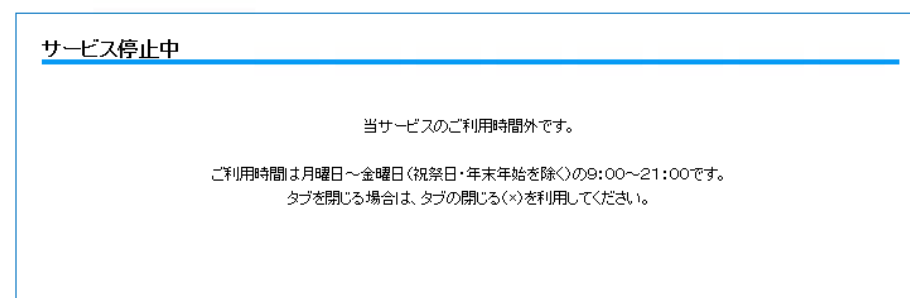 サービス停止中
当サービスのご利用時間外です。
ご利用時間は月曜日～金曜日(祝祭日・年末年始を除く)の9:00～21:00です。
タブを閉じる場合は、タブの閉じる(×)を利用してください。